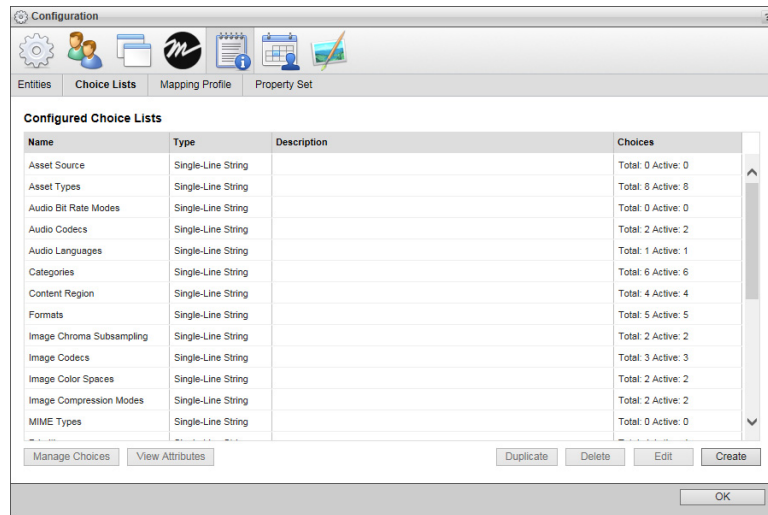 Configuration
Entities Choice Lists Mapping Profile Property Set
Configured Choice Lists
Name Type Description Choices
Asset Source Single-Line String Total: 0 Active: 0
Asset Types Single-Line String Total: 8 Active: 8
Audio Bit Rate Modes Single-Line String Total: 0 Active: 0
Audio Codecs Single-Line String Total: 2 Active: 2
Audio Languages Single-Line String Total: 1 Active: 1
Categories Single-Line String Total: 6 Active: 6
Content Region Single-Line String Total: 4 Active: 4
Formats Single-Line String Total: 5 Active: 5
Image Chroma Subsampling Single-Line String Total: 2 Active: 2
Image Codecs Single-Line String Total: 3 Active: 3
Image Color Spaces Single-Line String Total: 2 Active: 2
Image Compression Modes Single-Line String Total: 2 Active: 2
MIME Types Single-Line String Total: 0 Active: 0
Manage Choices View Attributes Duplicate Delete Edit Create
OK